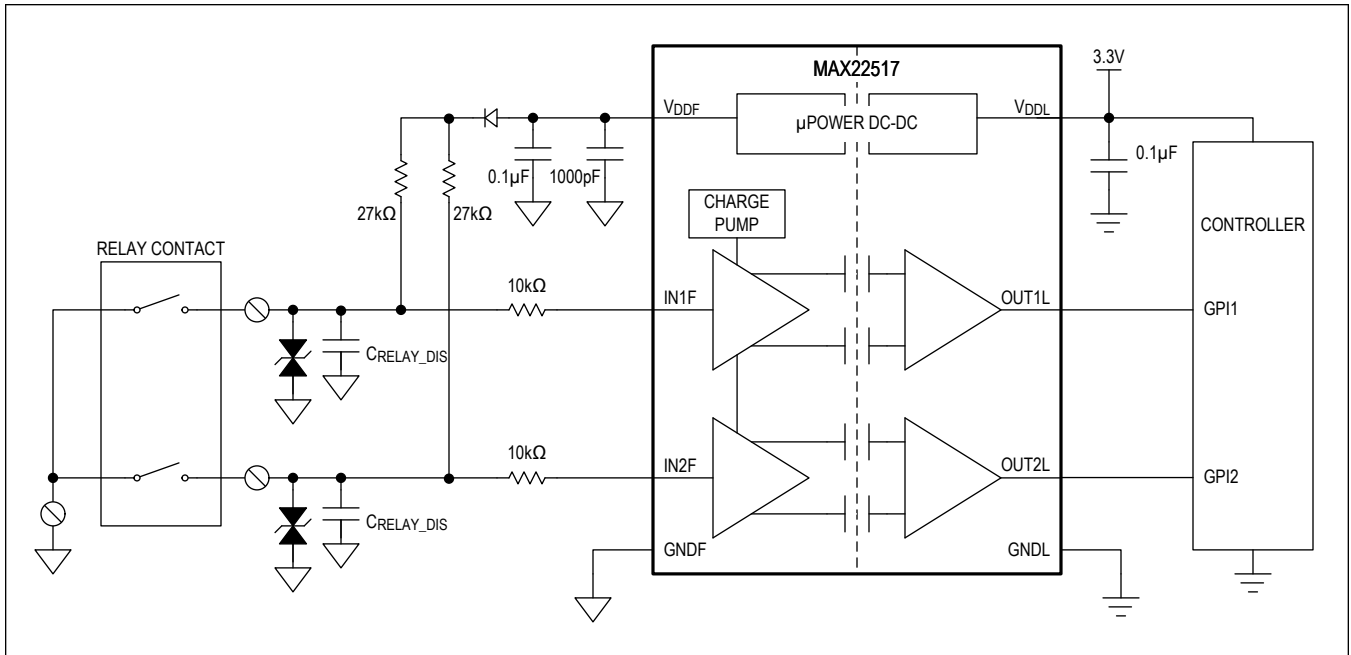 MAX22517
3.3V
VDDF
µPOWER DC-DC
VDDL
0.1µF
1000pF
0.1µF
27kΩ
27kΩ
CHARGE
PUMP
CONTROLLER
RELAY CONTACT
10kΩ
IN1F
OUT1L
GPI1
CRELAY_DIS
10kΩ
IN2F
OUT2L
GPI2
CRELAY_DIS
GNDF
GNDL